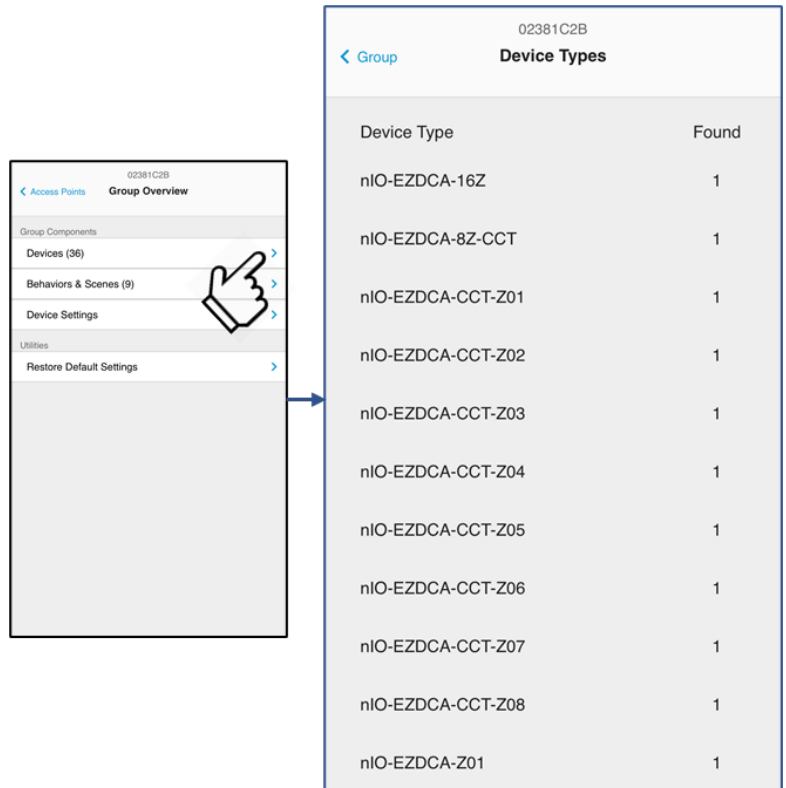 02381C2B
Access Points Group Overview
Group Components
Devices (36)
Behaviors & Scenes (9)
Device Settings
Utilities
Restore Default Settings
02381C2B
Group Device Types
Device Type Found
nIO-EZDCA-16Z 1
nIO-EZDCA-8Z-CCT 1
nIO-EZDCA-CCT-Z01 1
nIO-EZDCA-CCT-Z02 1
nIO-EZDCA-CCT-Z03 1
nIO-EZDCA-CCT-Z04 1
nIO-EZDCA-CCT-Z05 1
nIO-EZDCA-CCT-Z06 1
nIO-EZDCA-CCT-Z07 1
nIO-EZDCA-CCT-Z08 1
nIO-EZDCA-Z01 1